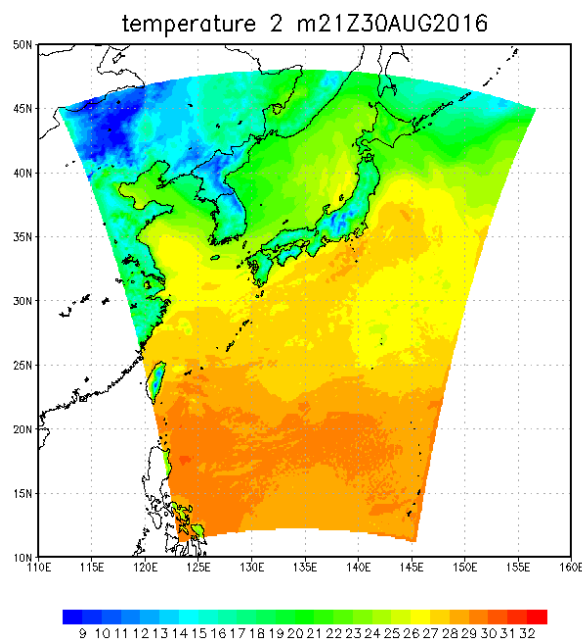 temperature 2 m21Z30AUG2016
50N
45N
40N
35N
30N
25N
20N
15N
10N
110E 115E 120E 125E 130E 135E 140E 145E 150E 155E 160E
9 10 11 12 13 14 15 16 17 18 19 20 21 22 23 24 25 26 27 28 29 30 31 32